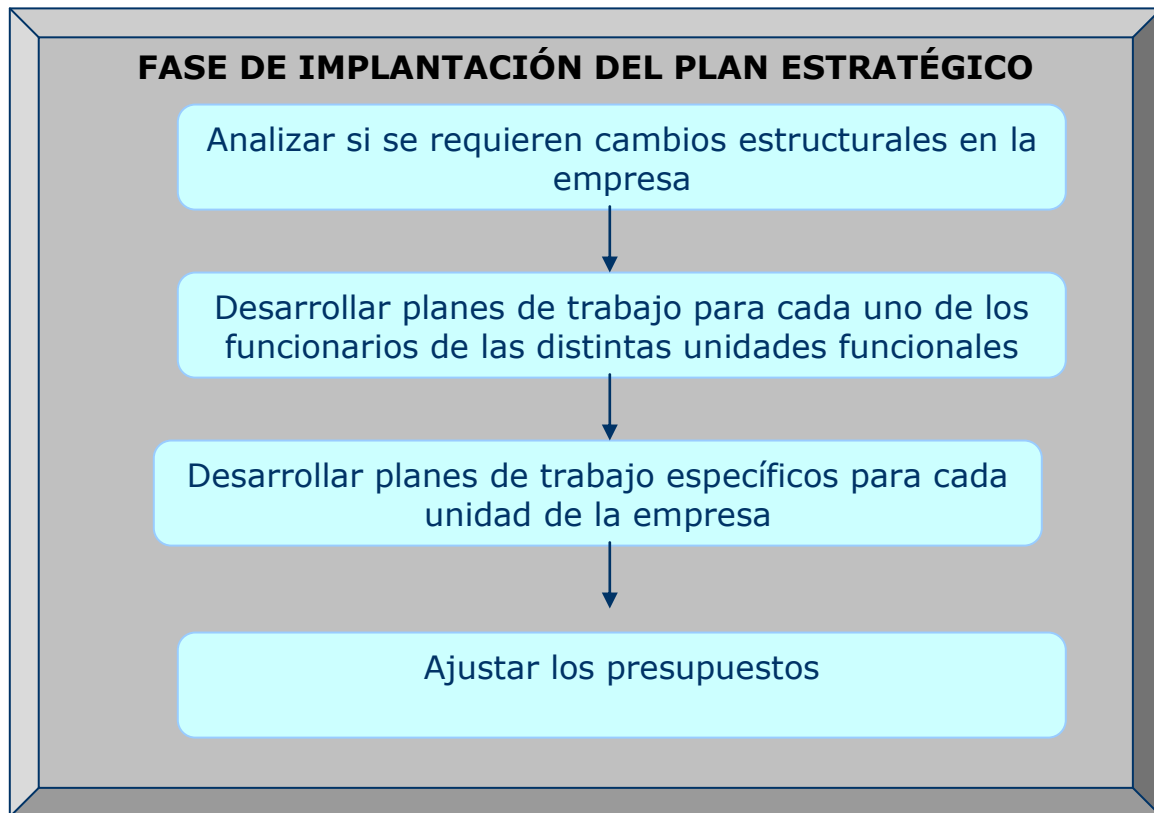 FASE DE IMPLANTACIÓN DEL PLAN ESTRATÉGICO
Analizar si se requieren cambios estructurales en la
empresa
Desarrollar planes de trabajo para cada uno de los
funcionarios de las distintas unidades funcionales
Desarrollar planes de trabajo específicos para cada
unidad de la empresa
Ajustar los presupuestos